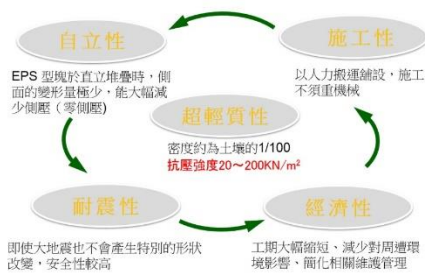 自立性
施工性
EPS 型塊於直立堆疊時，側
面的變形量極少，能大幅減
少側壓（零側壓）
以人力搬運舖設，施工
不須重機械
超輕質性
密度約為土壤的1/100
抗壓強度20～200KN/m²
耐震性
經濟性
即使大地震也不會產生特別的形狀
改變，安全性較高
工期大幅縮短、減少對周遭環
境影響、簡化相關維護管理